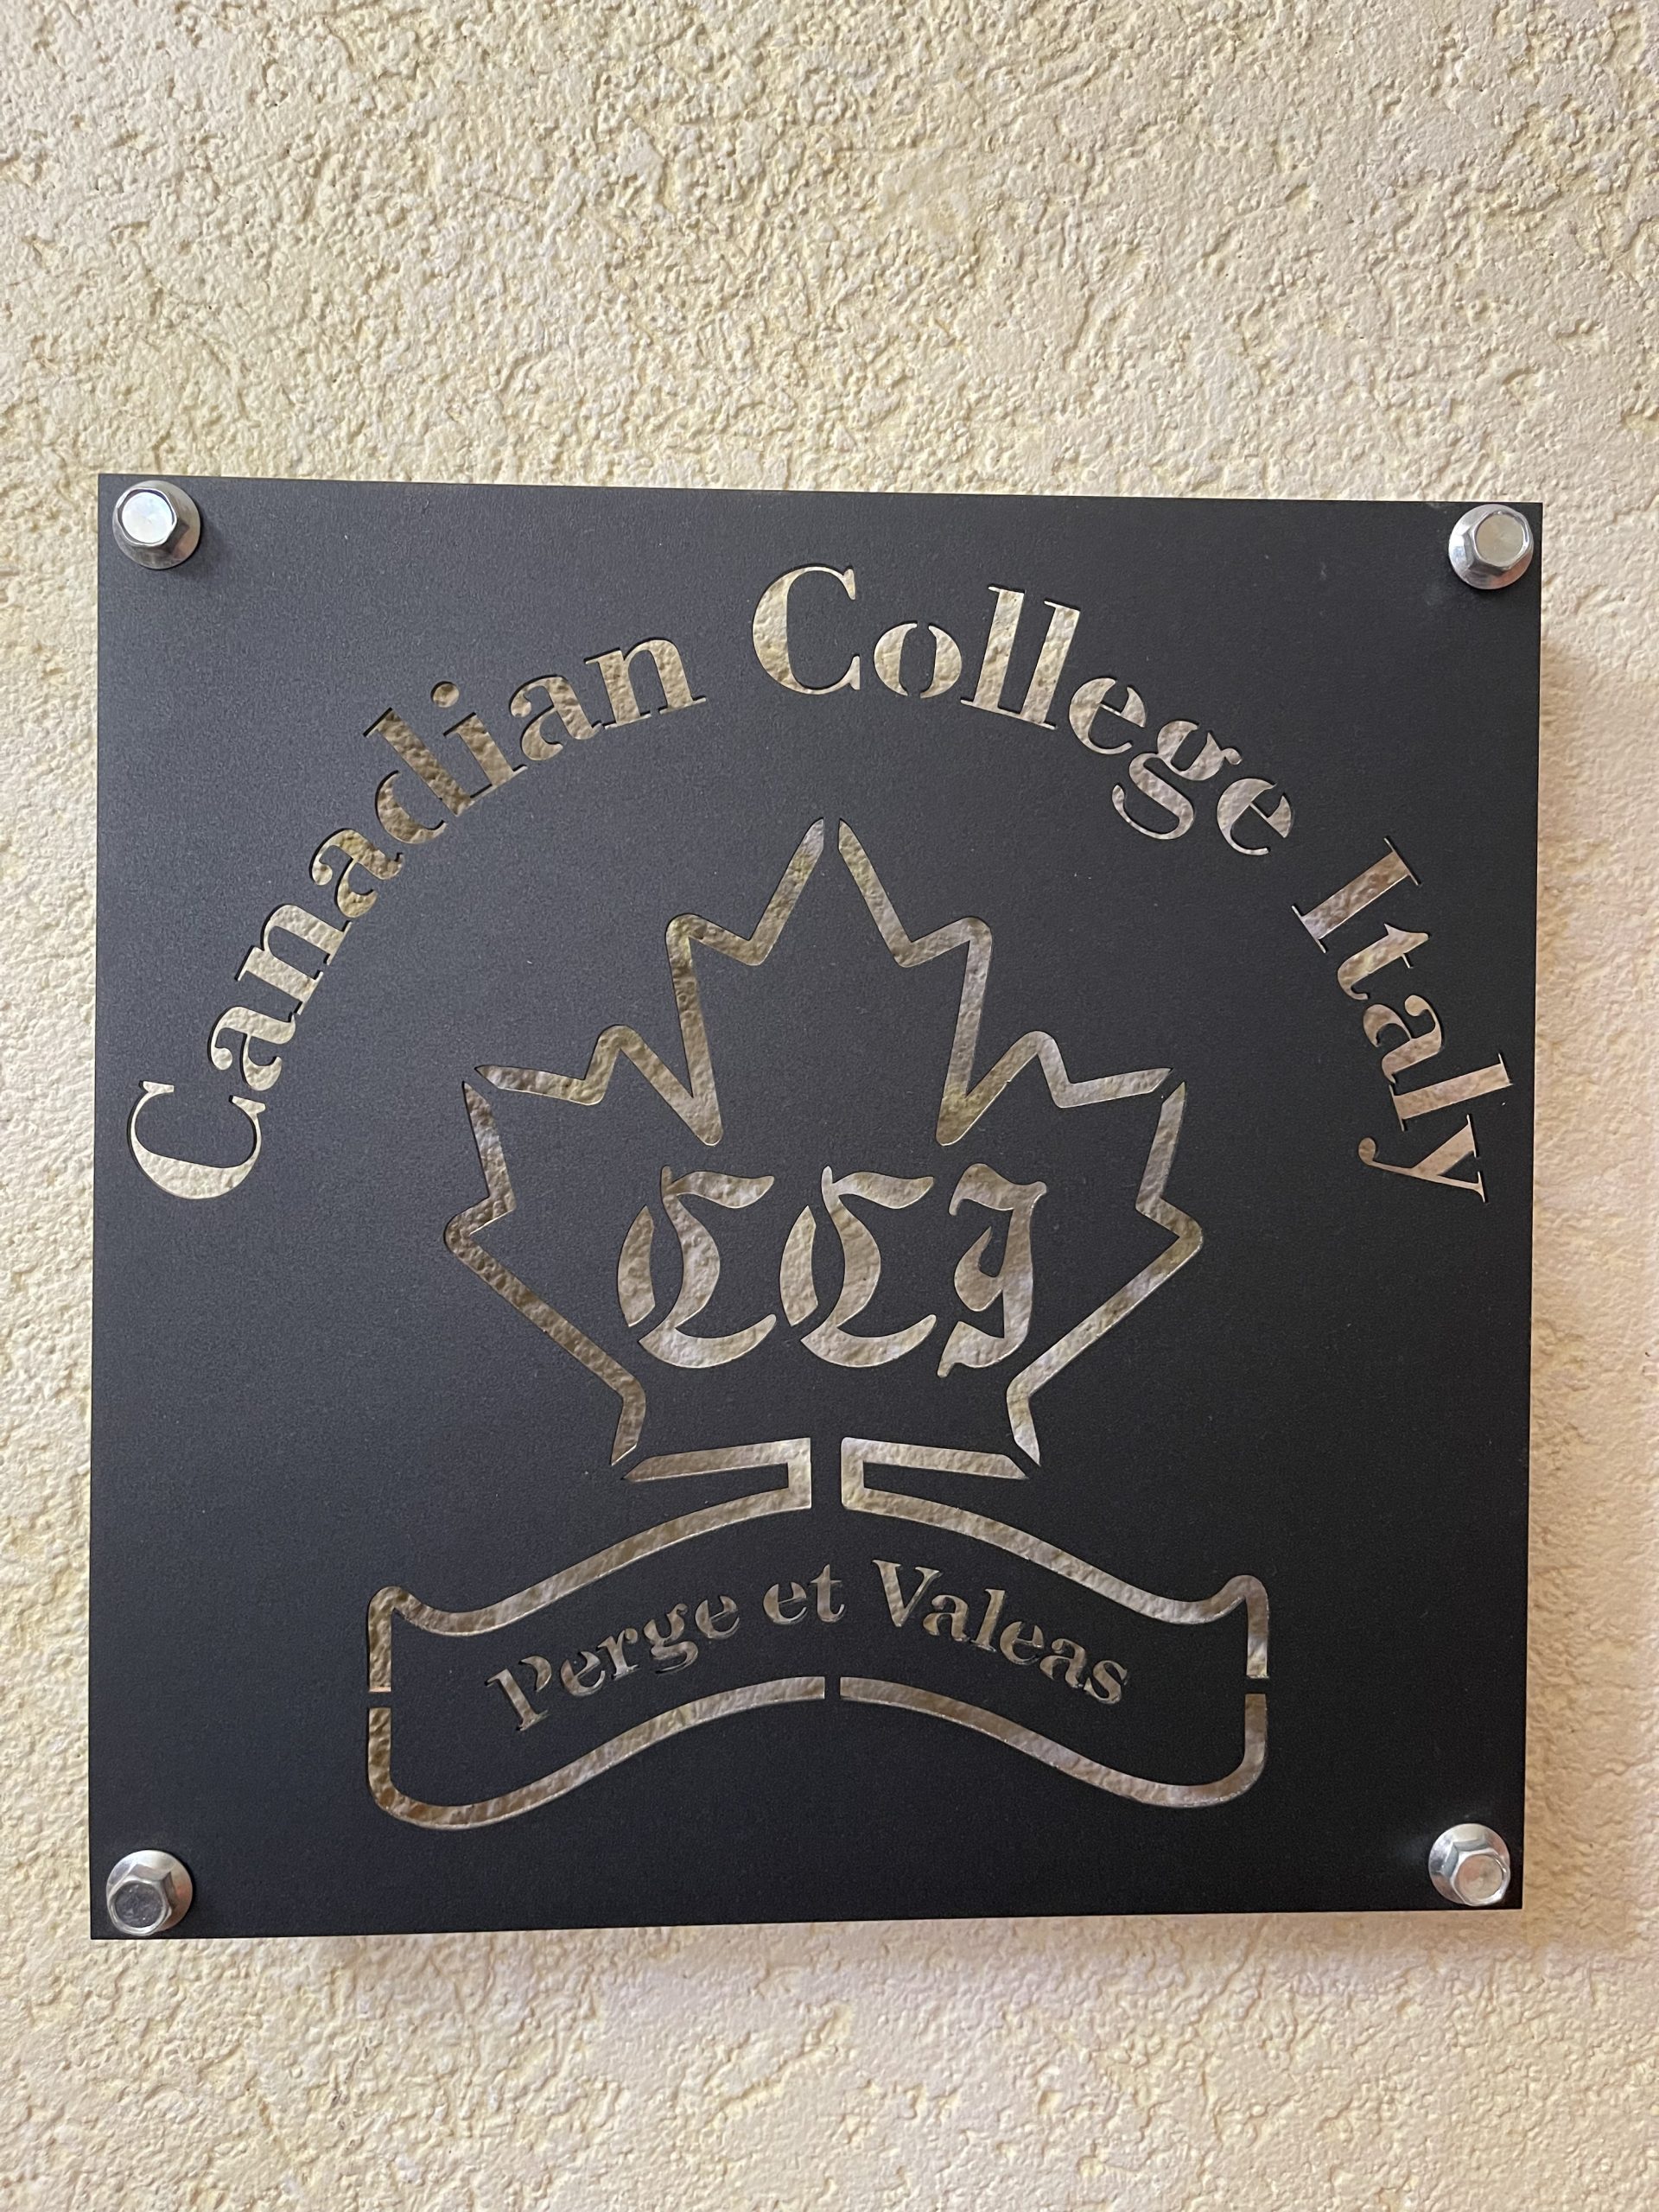 Canadian College Italy
CCI
Perge et Valeas